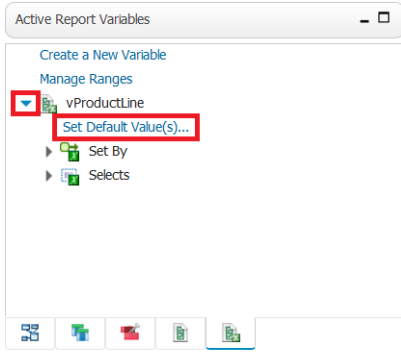 Active Report Variables
Create a New Variable
Manage Ranges
vProductLine
Set Default Value(s)...
Set By
Selects